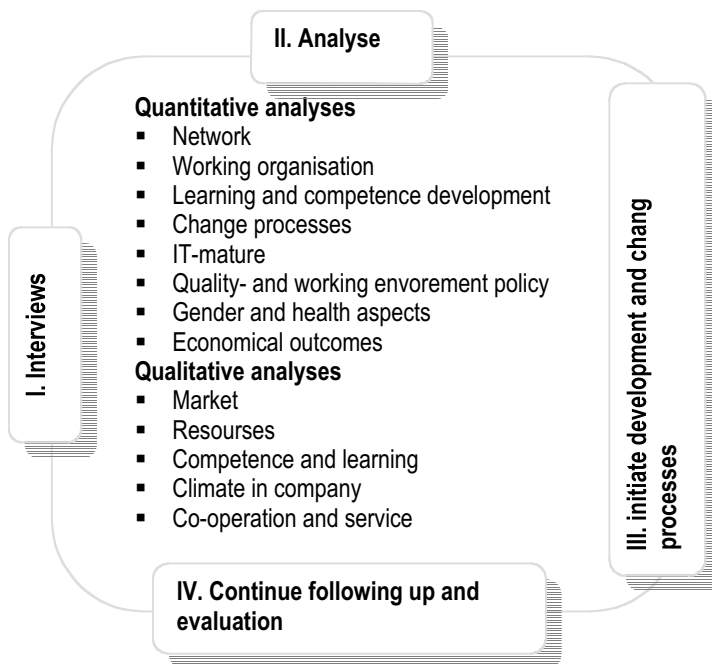 II. Analyse
Quantitative analyses
▪ Network
▪ Working organisation
▪ Learning and competence development
▪ Change processes
▪ IT-mature
▪ Quality- and working envorement policy
▪ Gender and health aspects
▪ Economical outcomes
Qualitative analyses
▪ Market
▪ Resourses
▪ Competence and learning
▪ Climate in company
▪ Co-operation and service
I. Interviews
III. initiate development and chang
processes
IV. Continue following up and
evaluation